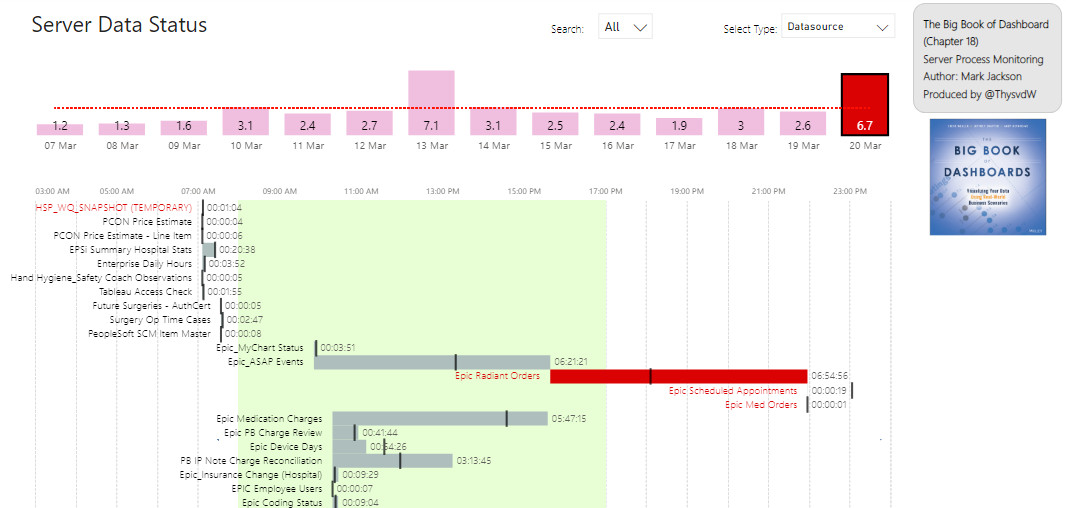 Server Data Status
Search:
All
Select Type:
Datasource
The Big Book of Dashboard
(Chapter 18)
Server Process Monitoring
Author: Mark Jackson
Produced by @ThysvdW
BIG BOOK
DASHBOARDS
Visualizing Your Data
Using Real-World
Business Scenarios
1.2 1.3 1.6 3.1 2.4 2.7 7.1 3.1 2.5 2.4 1.9 3 2.6 6.7
07 Mar 08 Mar 09 Mar 10 Mar 11 Mar 12 Mar 13 Mar 14 Mar 15 Mar 16 Mar 17 Mar 18 Mar 19 Mar 20 Mar
03:00 AM 05:00 AM 07:00 AM 09:00 AM 11:00 AM 13:00 PM 15:00 PM 17:00 PM 19:00 PM 21:00 PM 23:00 PM
HSP_WQ_SNAPSHOT (TEMPORARY) 00:01:04
PCON Price Estimate 00:00:04
PCON Price Estimate - Line Item 00:00:06
EPSi Summary Hospital Stats 00:20:38
Enterprise Daily Hours 00:03:52
Hand Hygiene_Safety Coach Observations 00:00:05
Tableau Access Check 00:01:55
Future Surgeries - AuthCert 00:00:05
Surgery Op Time Cases 00:02:47
PeopleSoft SCM Item Master 00:00:08
Epic_MyChart Status 00:03:51
Epic_ASAP Events 06:21:21
Epic Radiant Orders 06:54:56
Epic Scheduled Appointments 00:00:19
Epic Med Orders 00:00:01
Epic Medication Charges 05:47:15
Epic PB Charge Review 00:41:44
Epic Device Days 00:54:26
PB IP Note Charge Reconciliation 03:13:45
Epic_Insurance Change (Hospital) 00:09:29
EPIC Employee Users 00:00:07
Epic Coding Status 00:09:04